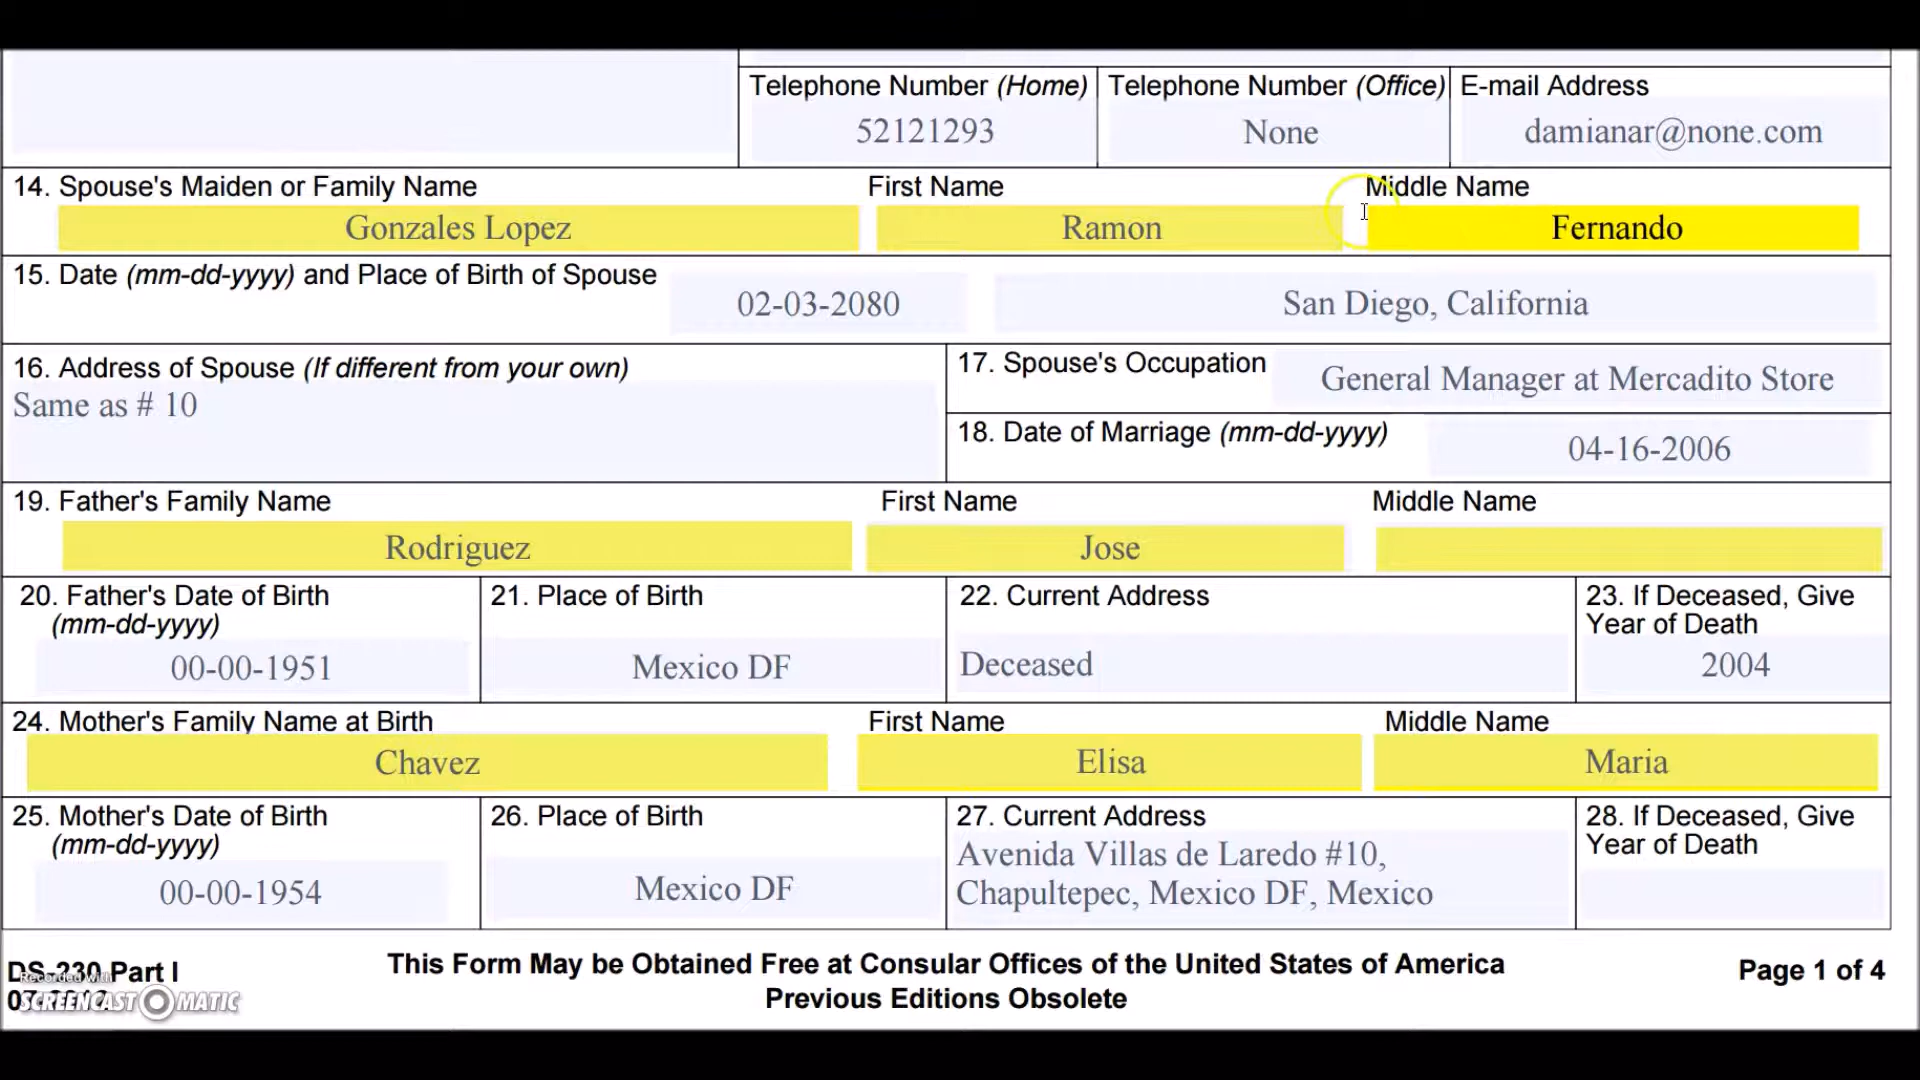 Telephone Number (Home) Telephone Number (Office) E-mail Address
52121293 None damianar@none.com
14. Spouse's Maiden or Family Name First Name Middle Name
Gonzales Lopez Ramon Fernando
15. Date (mm-dd-yyyy) and Place of Birth of Spouse 02-03-2080 San Diego, California
16. Address of Spouse (If different from your own)
Same as # 10
17. Spouse's Occupation General Manager at Mercadito Store
18. Date of Marriage (mm-dd-yyyy) 04-16-2006
19. Father's Family Name First Name Middle Name
Rodriguez Jose
20. Father's Date of Birth
(mm-dd-yyyy)
00-00-1951
21. Place of Birth
Mexico DF
22. Current Address
Deceased
23. If Deceased, Give
Year of Death
2004
24. Mother's Family Name at Birth First Name Middle Name
Chavez Elisa Maria
25. Mother's Date of Birth
(mm-dd-yyyy)
00-00-1954
26. Place of Birth
Mexico DF
27. Current Address
Avenida Villas de Laredo #10,
Chapultepec, Mexico DF, Mexico
28. If Deceased, Give
Year of Death
DS-230 Part I
This Form May be Obtained Free at Consular Offices of the United States of America
Previous Editions Obsolete
Page 1 of 4
Recorded with
SCREENCAST MATIC